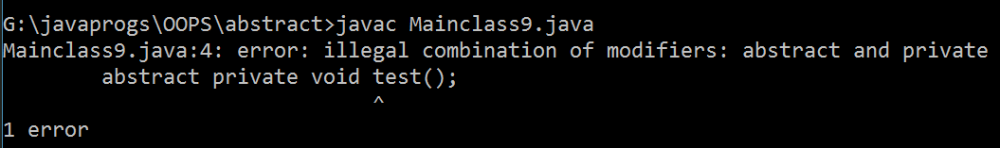 G:\javaprogs\OOPS\abstract>javac Mainclass9.java
Mainclass9.java:4: error: illegal combination of modifiers: abstract and private
        abstract private void test();
                              ^
1 error